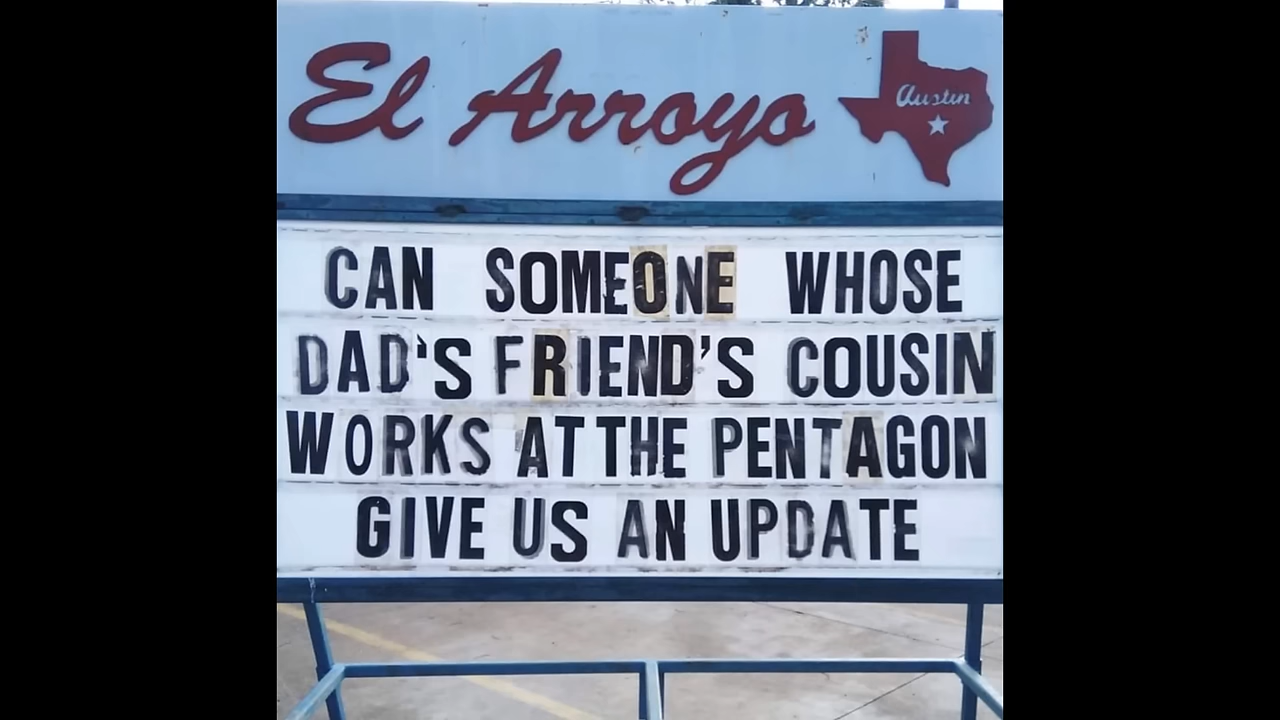 El Arroyo
Austin
CAN SOMEONE WHOSE
DAD'S FRIEND'S COUSIN
WORKS AT THE PENTAGON
GIVE US AN UPDATE